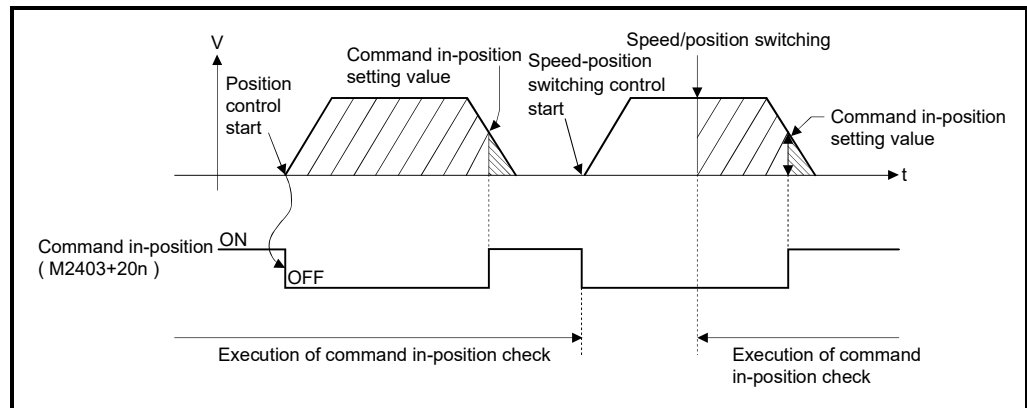 V
Position
control
start
Command in-position
setting value
Speed-position
switching control
start
Speed/position switching
Command in-position
setting value
t
Command in-position
( M2403+20n )
ON
OFF
Execution of command in-position check
Execution of command
in-position check